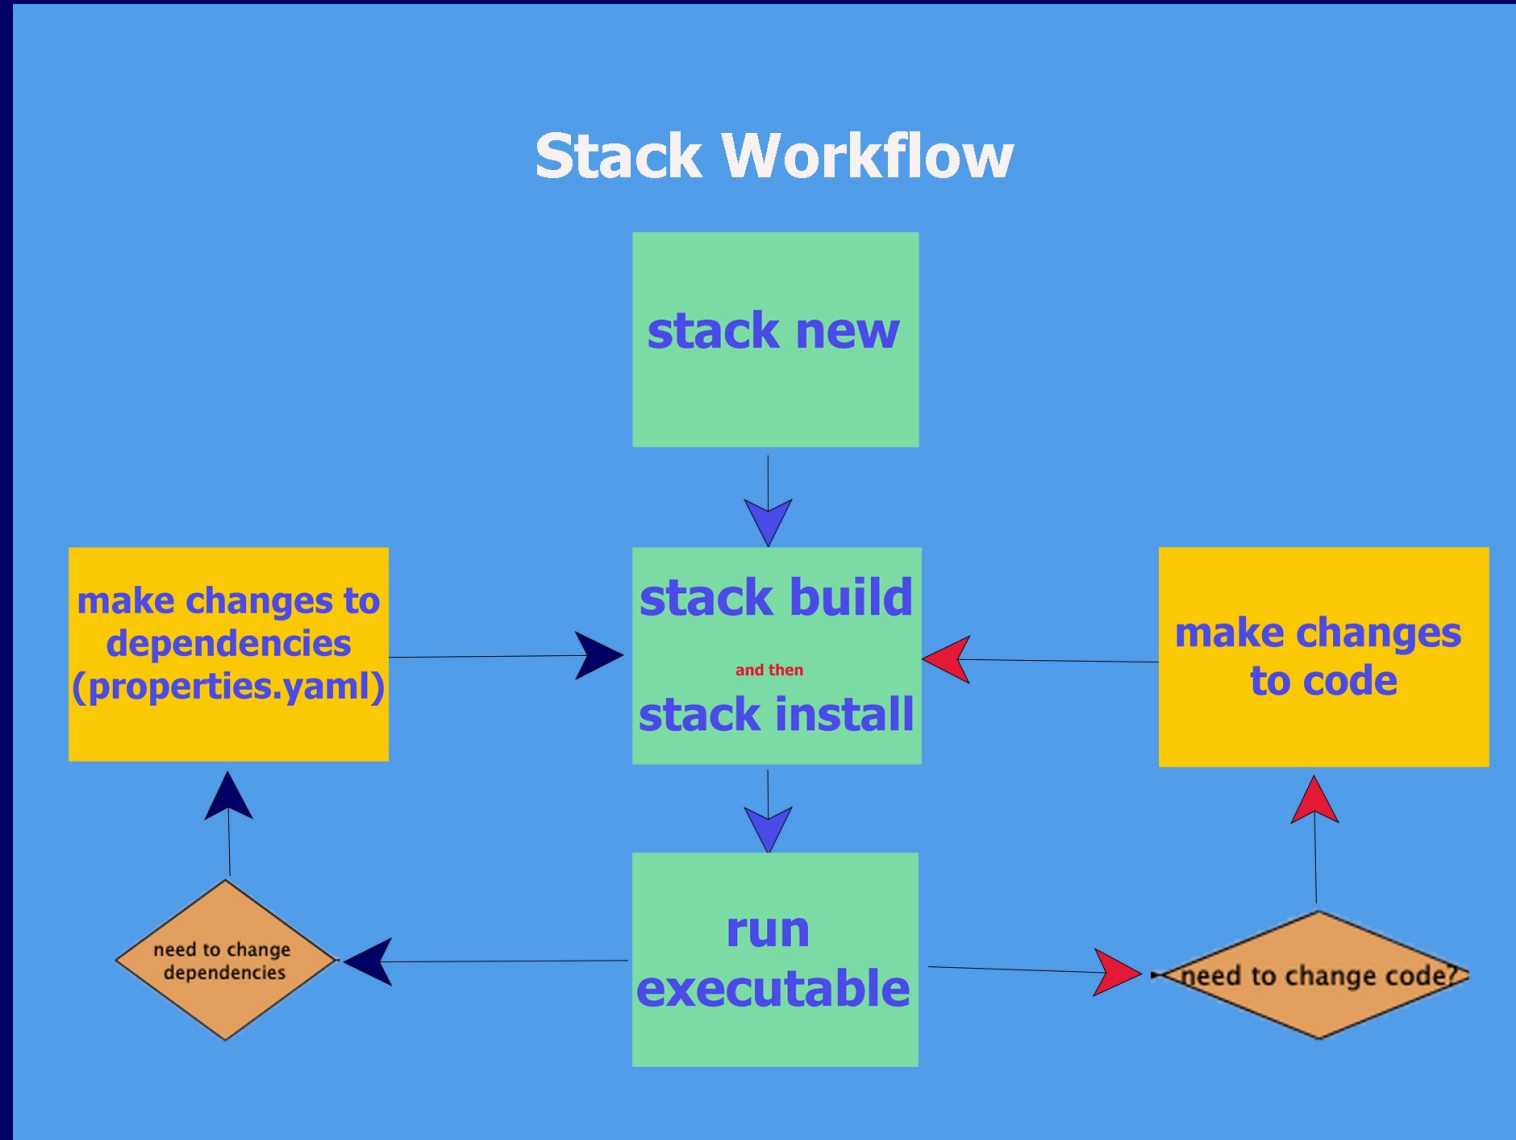 Stack Workflow
stack new
make changes to
dependencies
(properties.yaml)
stack build
and then
stack install
make changes
to code
need to change
dependencies
run
executable
need to change code?